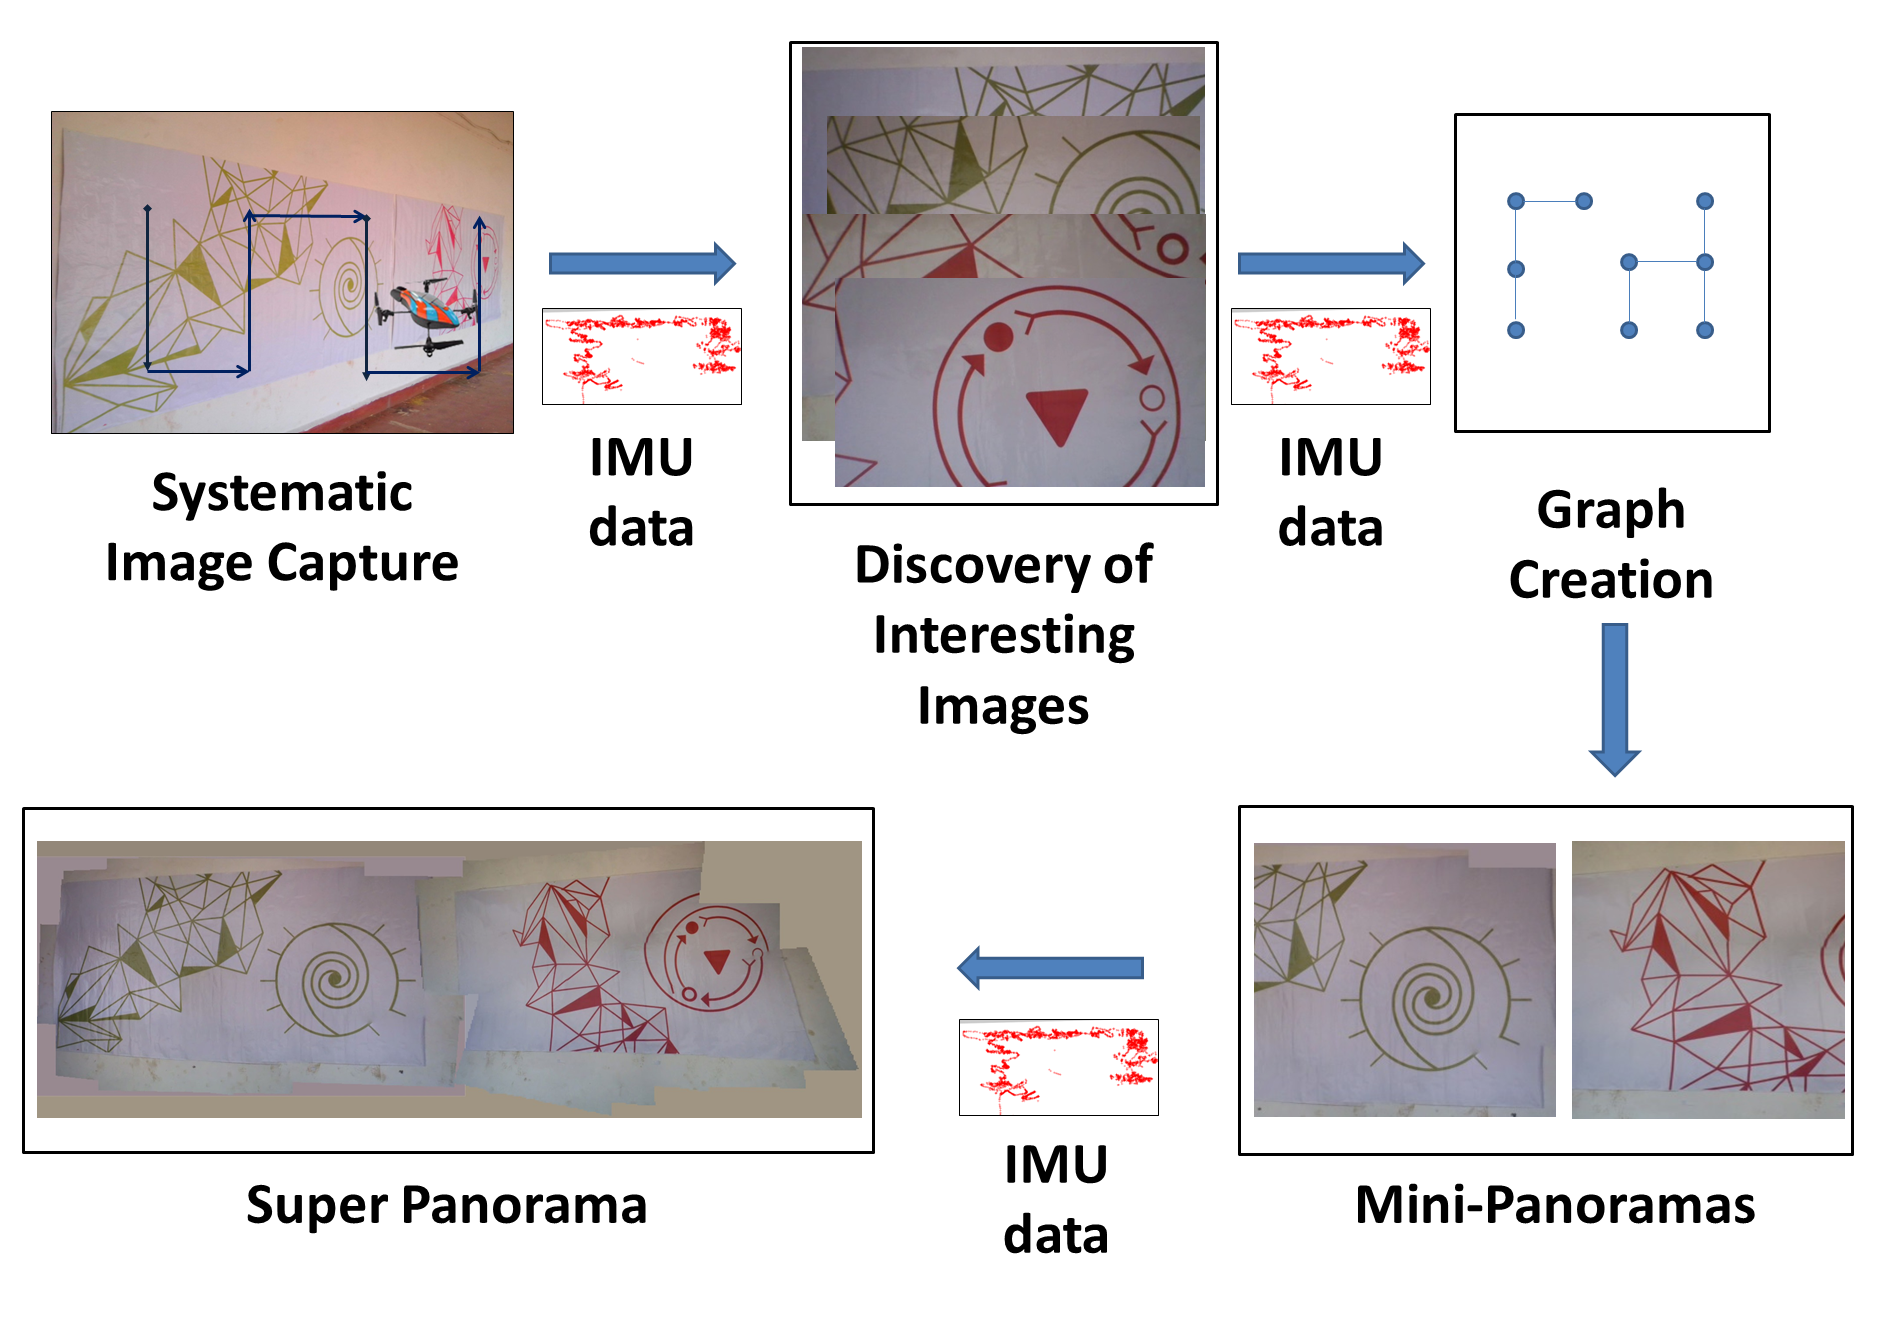 Systematic
Image Capture
IMU
data
Discovery of
Interesting
Images
IMU
data
Graph
Creation
Super Panorama
IMU
data
Mini-Panoramas